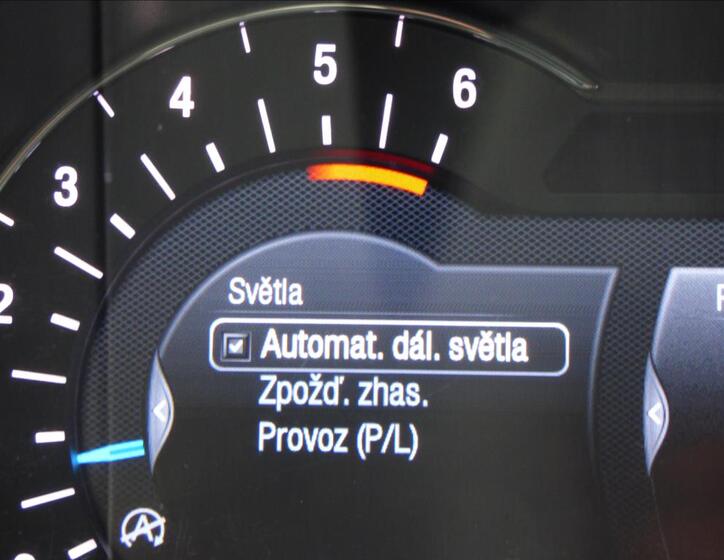 5
6
4
3
2
Světla
Automat. dál. světla
Zpožď. zhas.
Provoz (P/L)
A